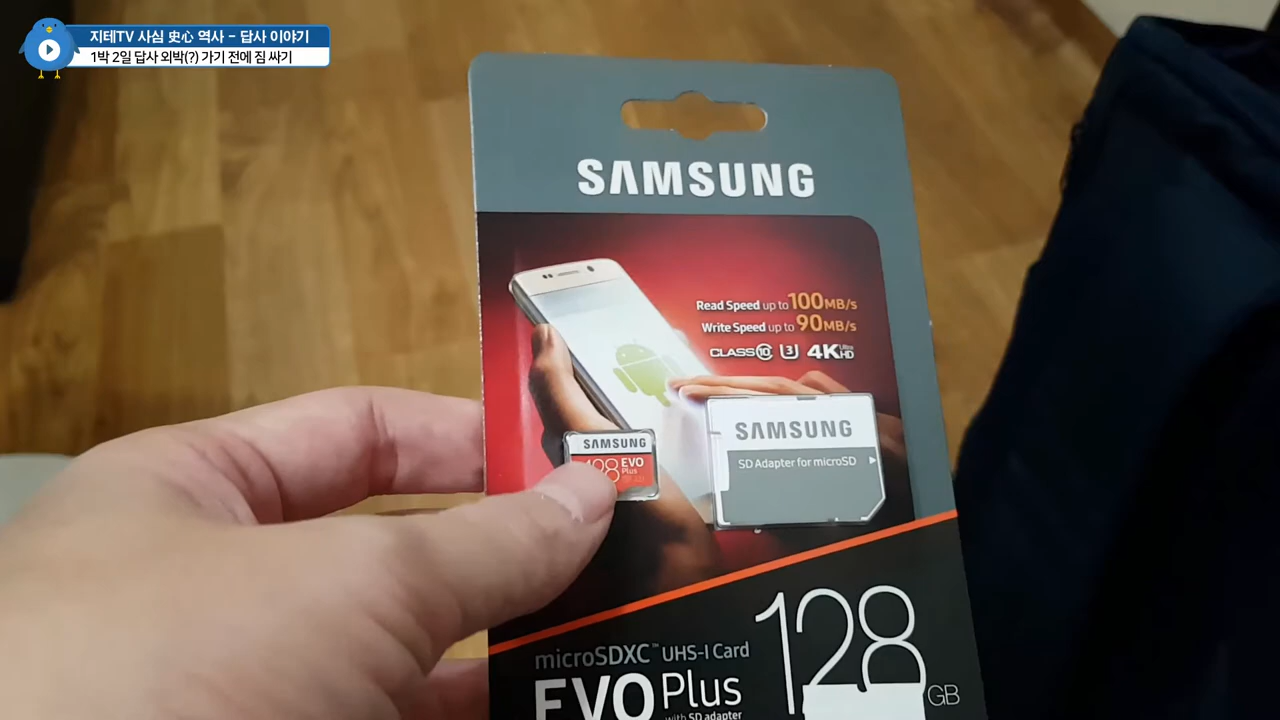 지테TV 사심 史心 역사 - 답사 이야기
1박 2일 답사 외박(?) 가기 전에 짐 싸기
SAMSUNG
Read Speed up to 100MB/s
Write Speed up to 90MB/s
CLASS10 U3 4K Ultra HD
SAMSUNG
128 EVO
Plus
SAMSUNG
SD Adapter for microSD
microSDXC™ UHS-I Card
EVO Plus
with SD adapter
128 GB